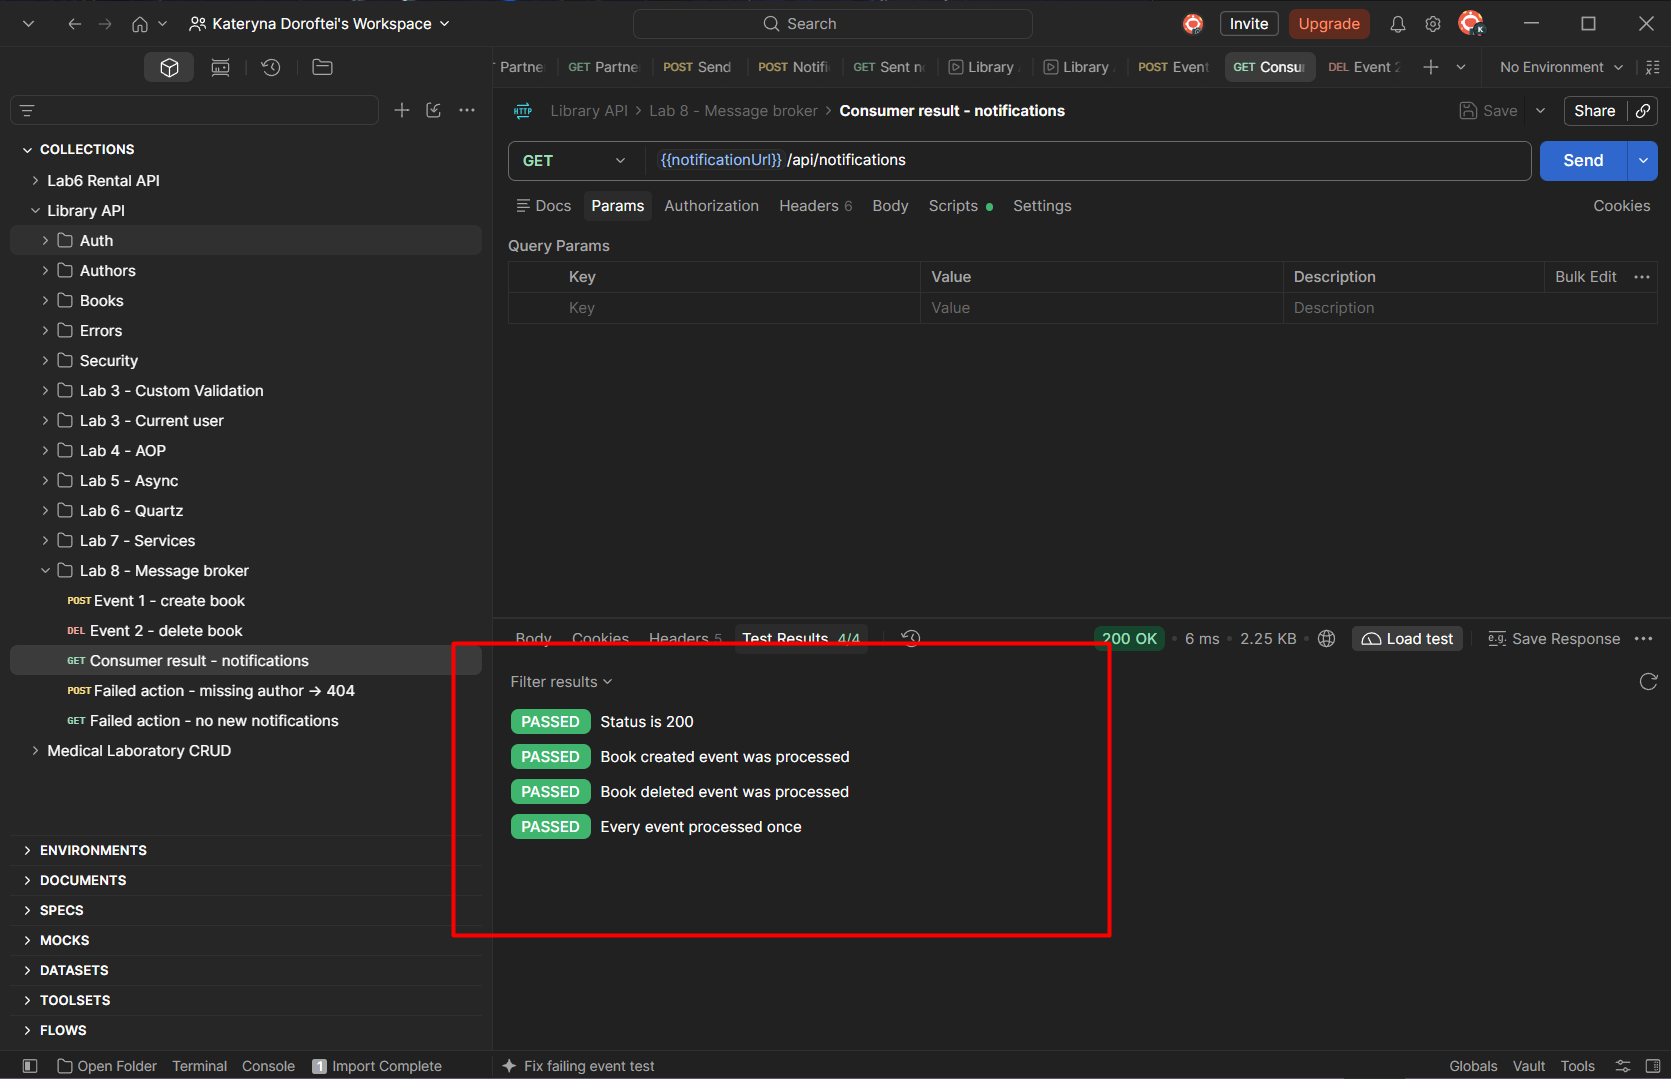 Kateryna Doroftei's Workspace
Search
Invite
Upgrade
K
Partne
GET Partne
POST Send
POST Notifi
GET Sent n
Library
Library
POST Event
GET Consu
DEL Event 2
No Environment
HTTP
Library API > Lab 8 - Message broker > Consumer result - notifications
Save
Share
COLLECTIONS
Lab6 Rental API
Library API
Auth
Authors
Books
Errors
Security
Lab 3 - Custom Validation
Lab 3 - Current user
Lab 4 - AOP
Lab 5 - Async
Lab 6 - Quartz
Lab 7 - Services
Lab 8 - Message broker
POST Event 1 - create book
DEL Event 2 - delete book
GET Consumer result - notifications
POST Failed action - missing author → 404
GET Failed action - no new notifications
Medical Laboratory CRUD
ENVIRONMENTS
DOCUMENTS
SPECS
MOCKS
DATASETS
TOOLSETS
FLOWS
GET
{{notificationUrl}} /api/notifications
Send
Docs
Params
Authorization
Headers 6
Body
Scripts
Settings
Cookies
Query Params
Key
Value
Description
Bulk Edit
Key
Value
Description
Body
Cookies
Headers 5
Test Results 4/4
200 OK
6 ms
2.25 KB
Load test
e.g.
Save Response
Filter results
PASSED Status is 200
PASSED Book created event was processed
PASSED Book deleted event was processed
PASSED Every event processed once
Open Folder
Terminal
Console
1 Import Complete
Fix failing event test
Globals
Vault
Tools